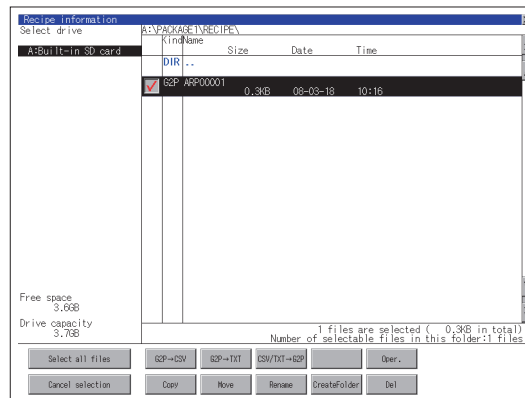 Recipe information
Select drive
A:\PACKAGE1\RECIPE\
Kind Name
Size Date Time
A:Built-in SD card
DIR ..
G2P ARP00001
0.3KB 08-03-18 10:16
Free space
3.6GB
Drive capacity
3.7GB
1 files are selected ( 0.3KB in total)
Number of selectable files in this folder:1 files
Select all files G2P→CSV G2P→TXT CSV/TXT→G2P Oper.
Cancel selection Copy Move Rename CreateFolder Del